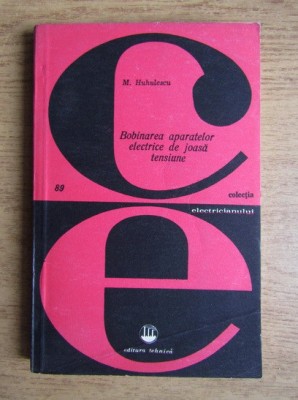 c
M. Huhulescu
Bobinarea aparatelor
electrice de joasă
tensiune
89
colecția
electricianului
e
editura tehnică